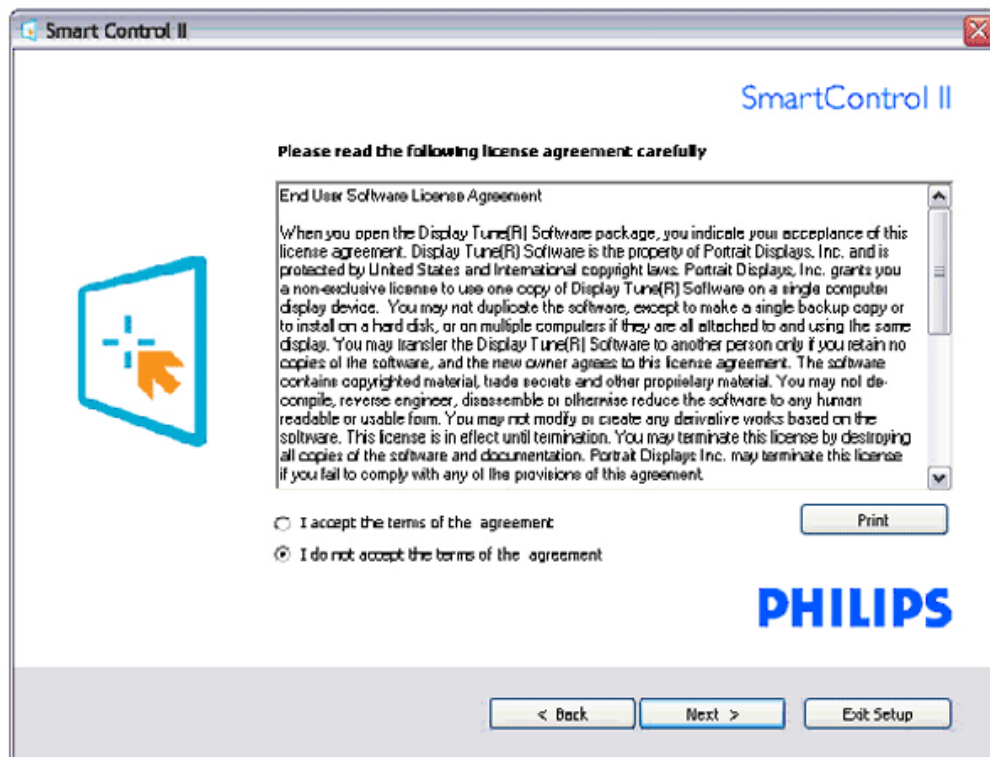 Smart Control II
SmartControl II
Please read the following license agreement carefully
End User Software License Agreement
When you open the Display Tune(R) Software package, you indicate your acceptance of this
license agreement. Display Tune(R) Software is the property of Portrait Displays, Inc. and is
protected by United States and International copyright laws. Portrait Displays, Inc. grants you
a non-exclusive license to use one copy of Display Tune(R) Software on a single computer
display device. You may not duplicate the software, except to make a single backup copy or
to install on a hard disk, or on multiple computers if they are all attached to and using the same
display. You may transfer the Display Tune(R) Software to another person only if you retain no
copies of the software, and the new owner agrees to this license agreement. The software
contains copyrighted material, trade secrets and other proprietary material. You may not de-
compile, reverse engineer, disassemble or otherwise reduce the software to any human
readable or usable form. You may not modify or create any derivative works based on the
software. This license is in effect until termination. You may terminate this license by destroying
all copies of the software and documentation. Portrait Displays Inc. may terminate this license
if you fail to comply with any of the provisions of this agreement.
I accept the terms of the agreement
Print
I do not accept the terms of the agreement
PHILIPS
< Back
Next >
Exit Setup